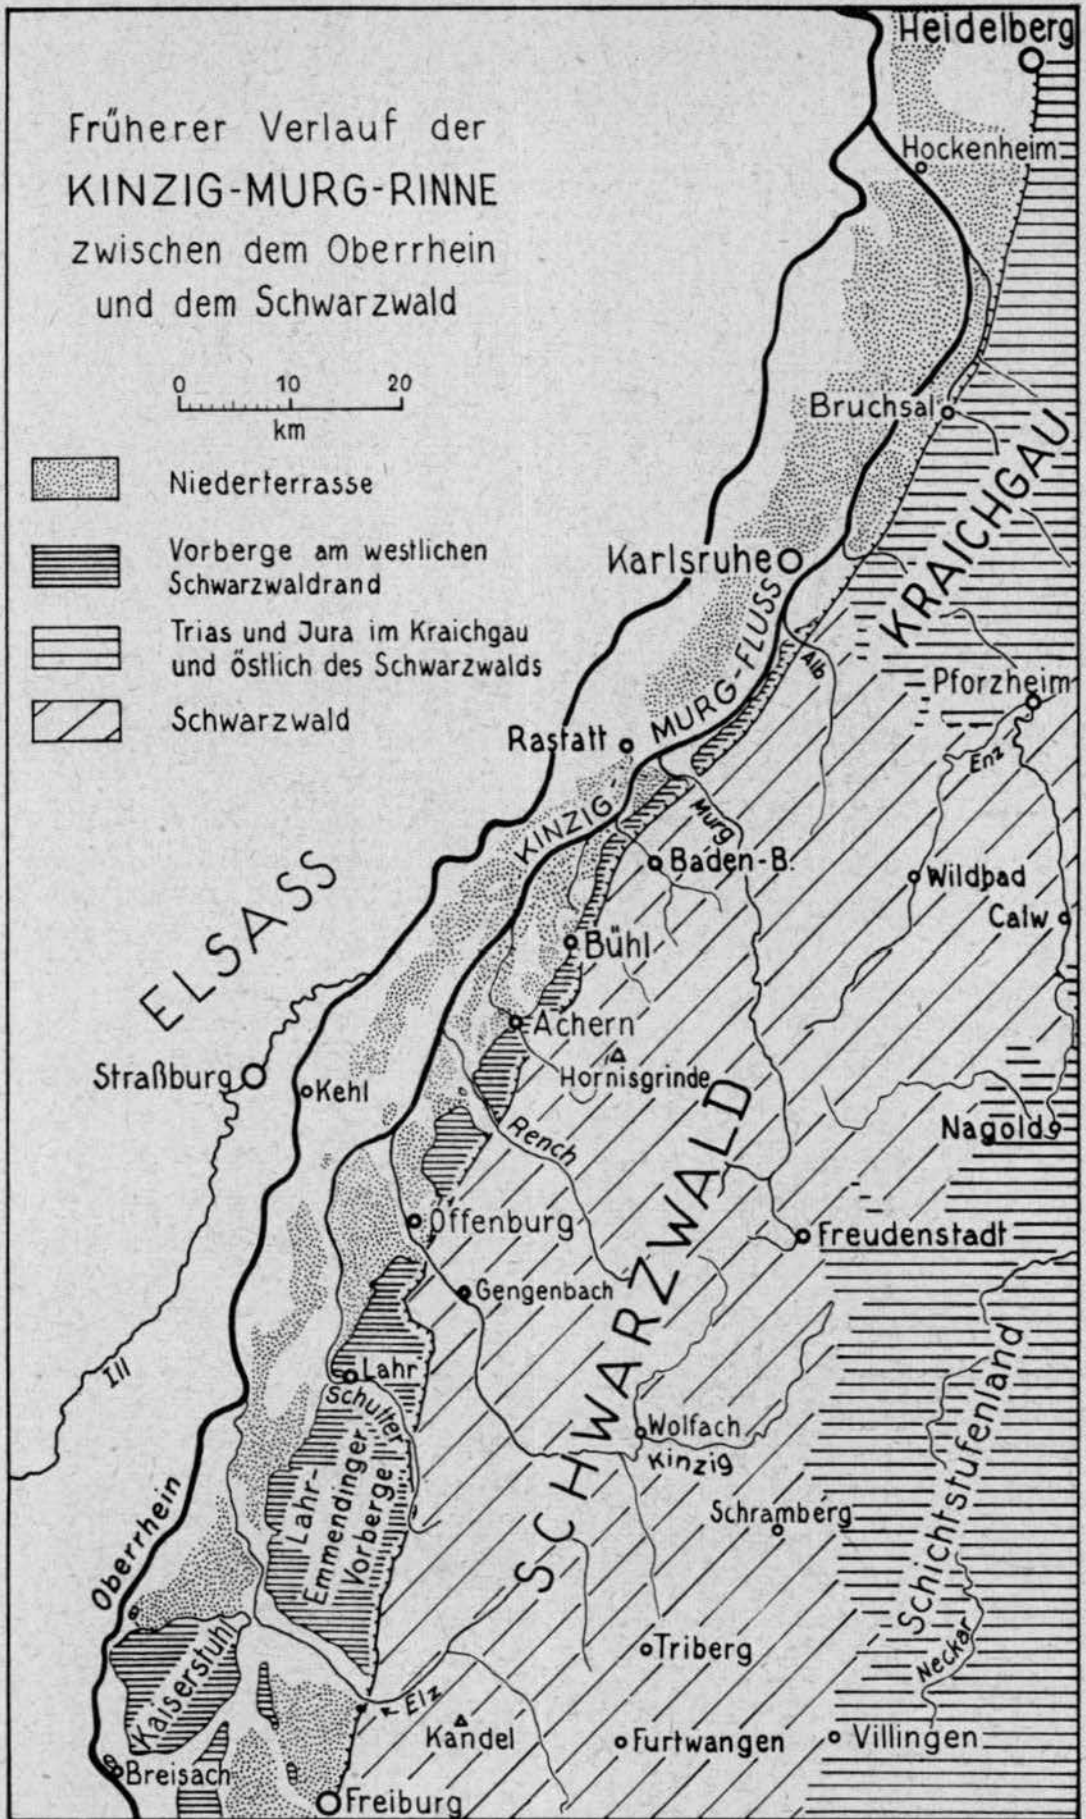 Früherer Verlauf der
KINZIG-MURG-RINNE
zwischen dem Oberrhein
und dem Schwarzwald
0 10 20
km
Niederterrasse
Vorberge am westlichen
Schwarzwaldrand
Trias und Jura im Kraichgau
und östlich des Schwarzwalds
Schwarzwald
Heidelberg
Hockenheim
Bruchsal
KRAICHGAU
Karlsruhe
KINZIG-MURG-FLUSS
Alb
Pforzheim
Enz
Rastatt
Murg
Baden-B.
Wildbad
Calw
ELSASS
Bühl
Achern
Hornisgrinde
Straßburg
Kehl
Rench
Nagold
SCHWARZWALD
Offenburg
Freudenstadt
Gengenbach
Ill
Lahr
Schutter
Wolfach
Kinzig
Lahr-
Emmendinger
Vorberge
Schramberg
Schichtstufenland
Oberrhein
Kaiserstuhl
Triberg
Neckar
Elz
Kandel
Furtwangen
Villingen
Breisach
Freiburg